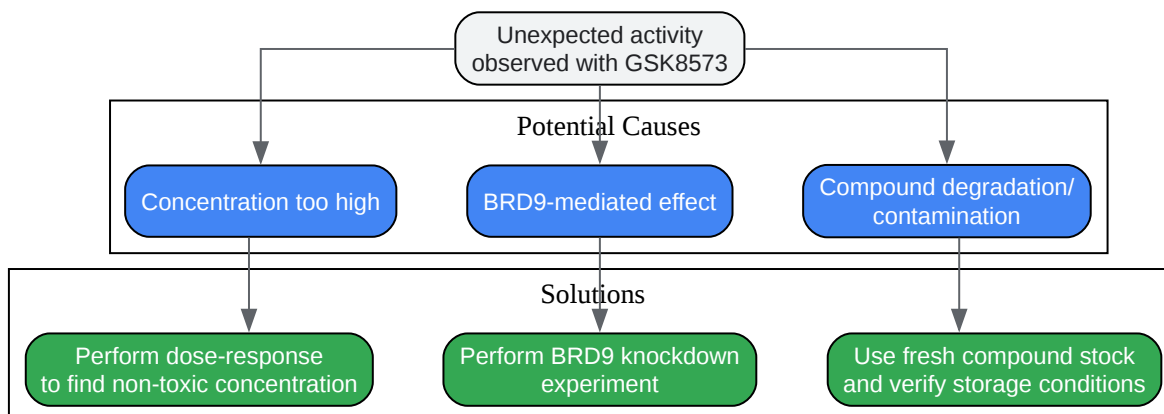 Unexpected activity
observed with GSK8573
Potential Causes
Concentration too high
BRD9-mediated effect
Compound degradation/
contamination
Solutions
Perform dose-response
to find non-toxic concentration
Perform BRD9 knockdown
experiment
Use fresh compound stock
and verify storage conditions